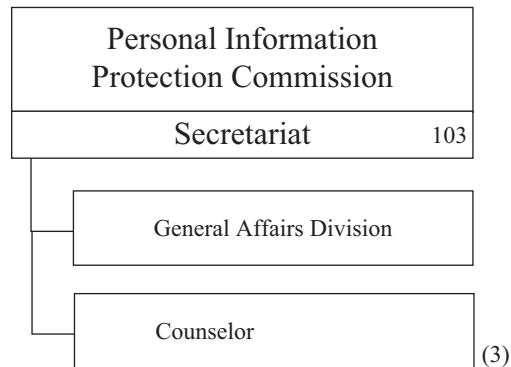 Personal Information
Protection Commission
Secretariat 103
General Affairs Division
Counselor
(3)